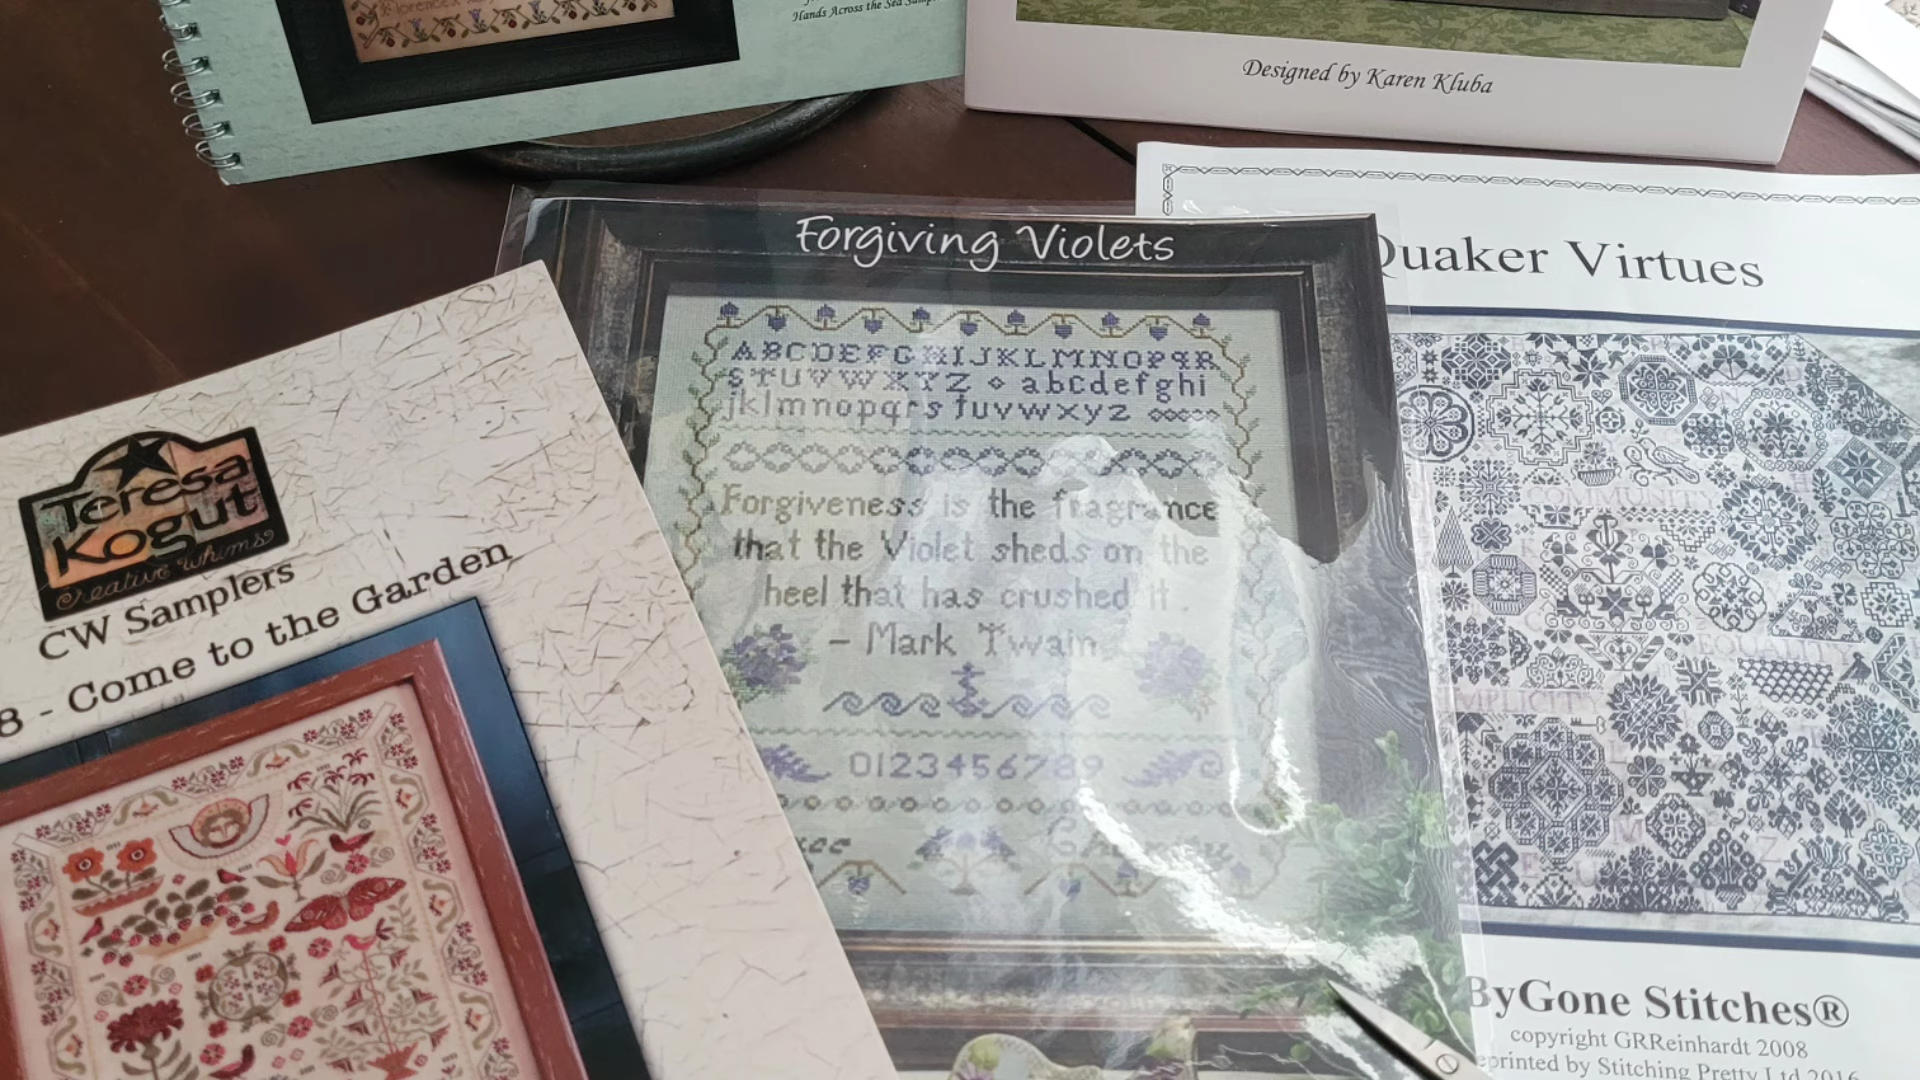 Hands Across the Sea
Designed by Karen Kluba
Forgiving Violets
ABCDEFGHIJKLMNOPQR
STUVWXYZ abcdefghi
jklmnopqrstuvwxyz
Forgiveness is the fragrance
that the Violet sheds on the
heel that has crushed it.
- Mark Twain
0123456789
Quaker Virtues
COMMUNITY
EQUALITY
MPLICITY
ByGone Stitches®
copyright GRReinhardt 2008
eprinted by Stitching Pretty Ltd 2016
Teresa
Kogut
Creative Whims
CW Samplers
8 - Come to the Garden